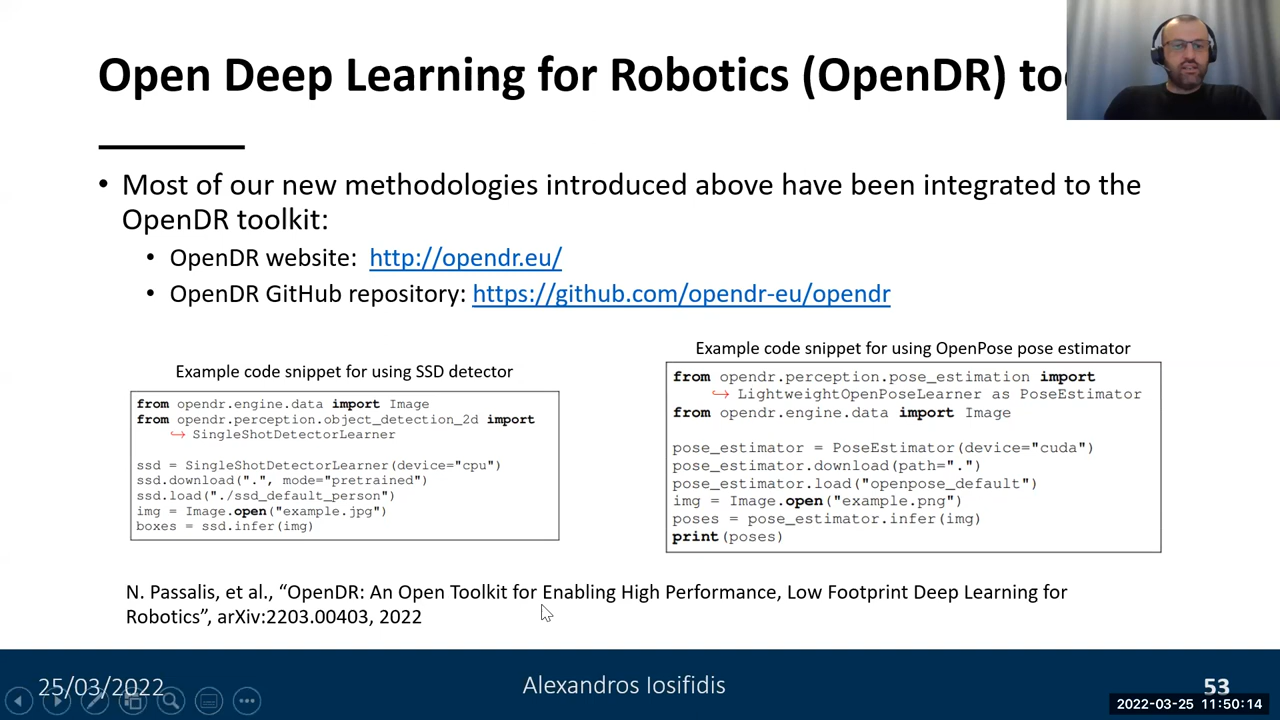 Open Deep Learning for Robotics (OpenDR)
• Most of our new methodologies introduced above have been integrated to the
OpenDR toolkit:
• OpenDR website: http://opendr.eu/
• OpenDR GitHub repository: https://github.com/opendr-eu/opendr
Example code snippet for using SSD detector
from opendr.engine.data import Image
from opendr.perception.object_detection_2d import
↪ SingleShotDetectorLearner
ssd = SingleShotDetectorLearner(device="cpu")
ssd.download(".", mode="pretrained")
ssd.load("./ssd_default_person")
img = Image.open("example.jpg")
boxes = ssd.infer(img)
Example code snippet for using OpenPose pose estimator
from opendr.perception.pose_estimation import
↪ LightweightOpenPoseLearner as PoseEstimator
from opendr.engine.data import Image
pose_estimator = PoseEstimator(device="cuda")
pose_estimator.download(path=".")
pose_estimator.load("openpose_default")
img = Image.open("example.png")
poses = pose_estimator.infer(img)
print(poses)
N. Passalis, et al., “OpenDR: An Open Toolkit for Enabling High Performance, Low Footprint Deep Learning for
Robotics”, arXiv:2203.00403, 2022
25/03/2022
Alexandros Iosifidis
53
2022-03-25 11:50:14